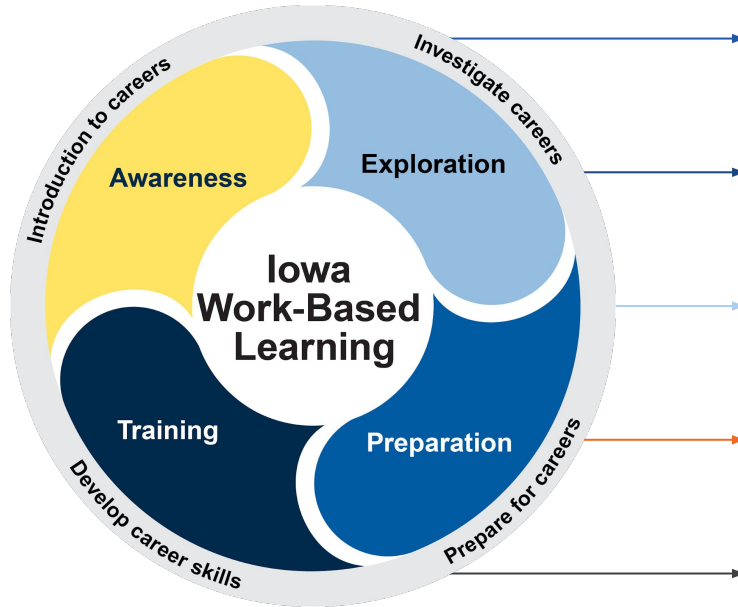 Introduction to careers
Investigate careers
Awareness
Exploration
Iowa
Work-Based
Learning
Training
Preparation
Develop career skills
Prepare for careers